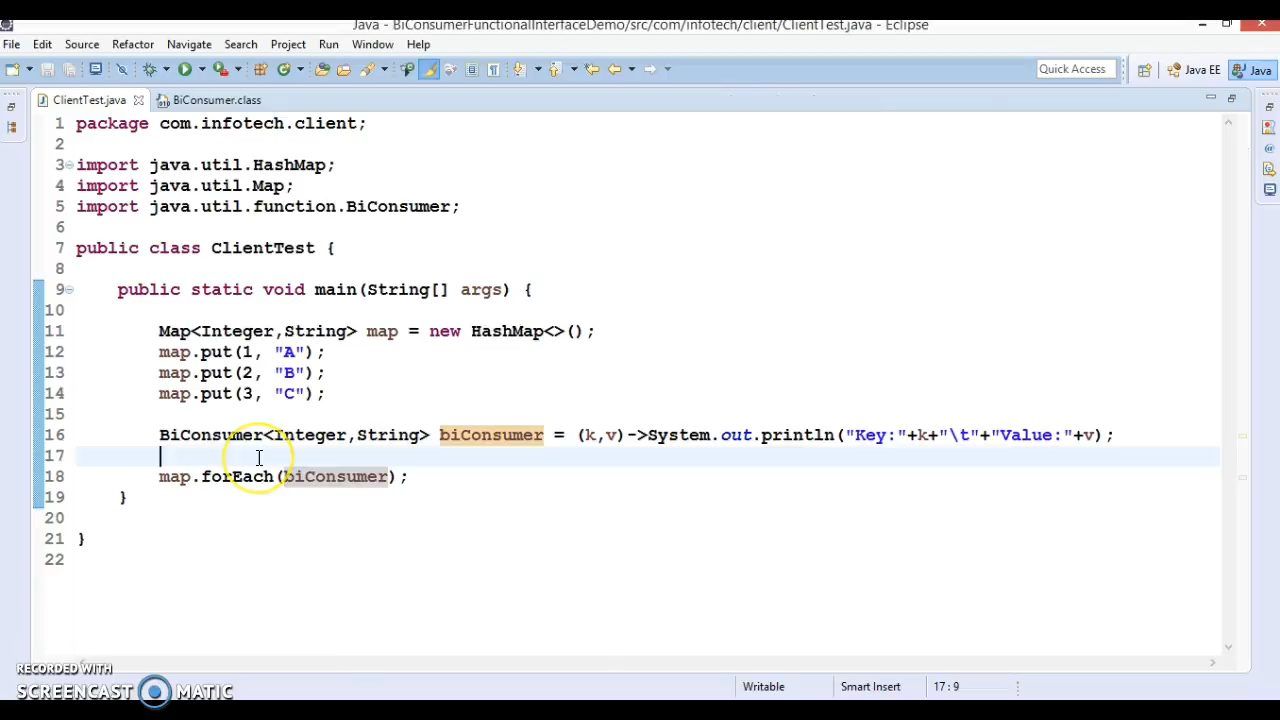 Java - BiConsumerFunctionalInterfaceDemo/src/com/infotech/client/ClientTest.java - Eclipse
File Edit Source Refactor Navigate Search Project Run Window Help
Quick Access Java EE Java
ClientTest.java BiConsumer.class
1 package com.infotech.client;
2
3 import java.util.HashMap;
4 import java.util.Map;
5 import java.util.function.BiConsumer;
6
7 public class ClientTest {
8
9 public static void main(String[] args) {
10
11 Map<Integer,String> map = new HashMap<>();
12 map.put(1, "A");
13 map.put(2, "B");
14 map.put(3, "C");
15
16 BiConsumer<Integer,String> biConsumer = (k,v)->System.out.println("Key:"+k+"\t"+"Value:"+v);
17
18 map.forEach(biConsumer);
19 }
20
21 }
22
RECORDED WITH
SCREENCAST MATIC
Writable Smart Insert 17 : 9